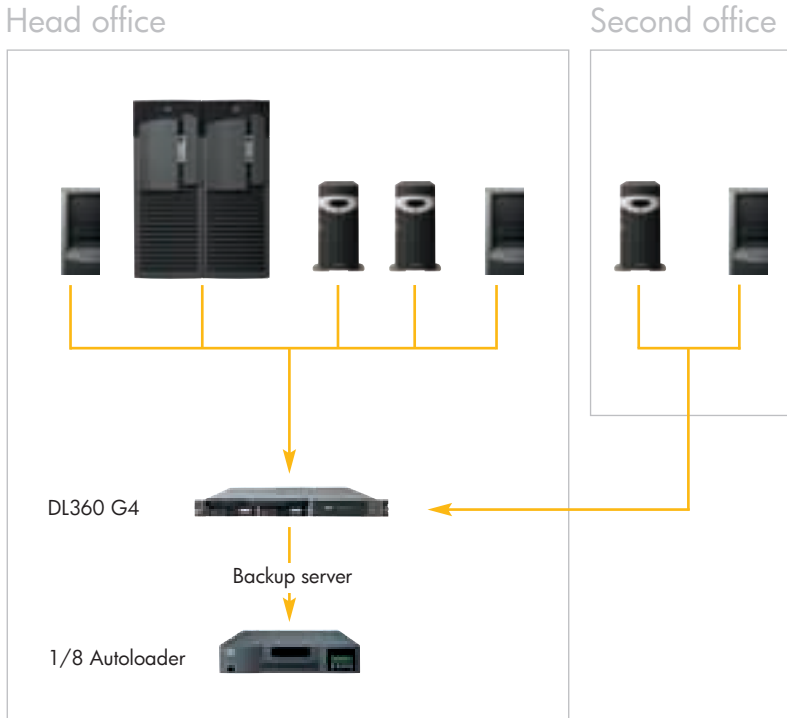 Head office
Second office
DL360 G4
Backup server
1/8 Autoloader